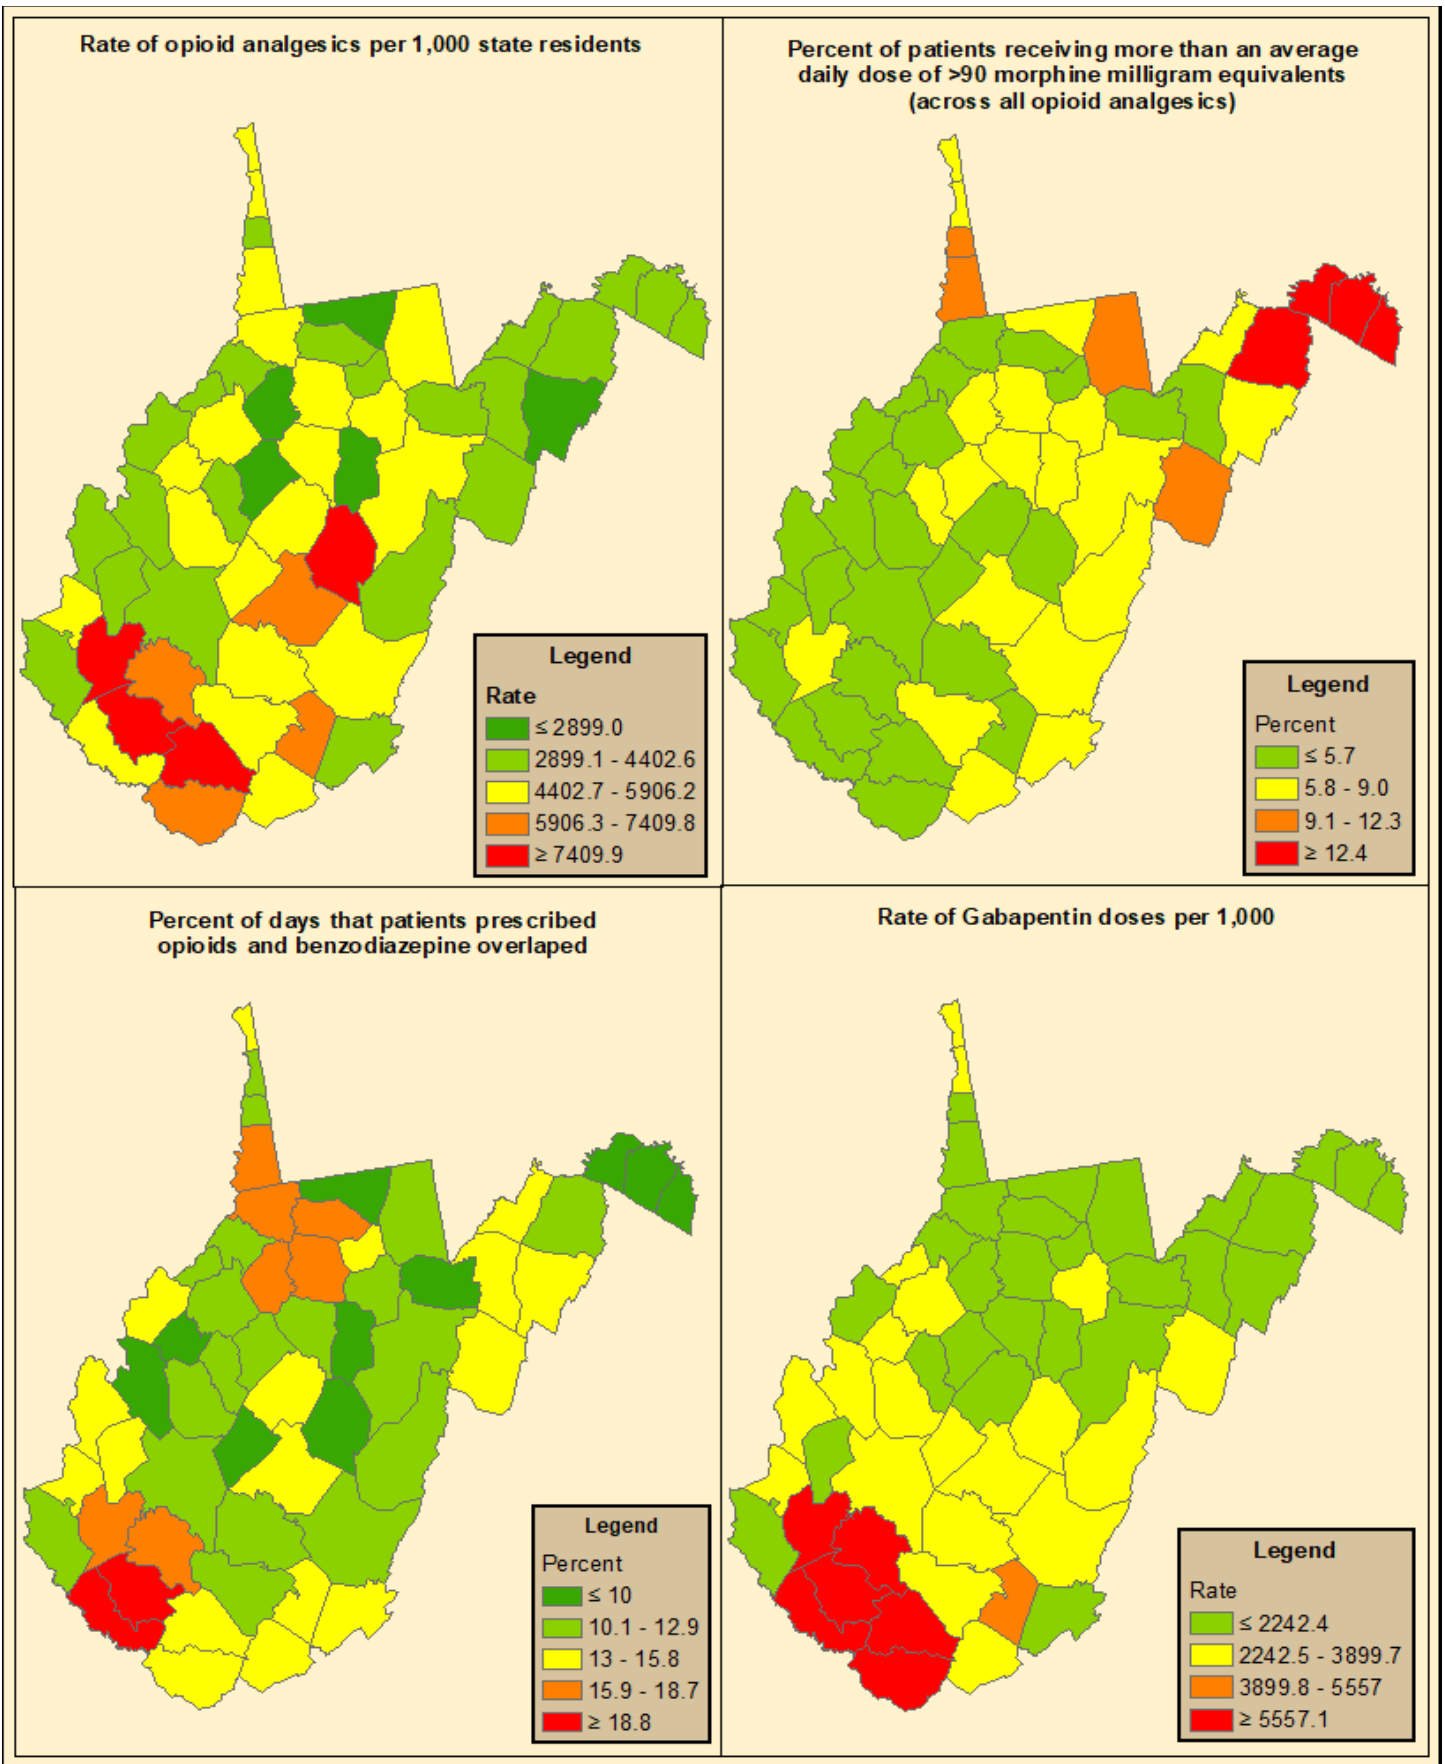 Rate of opioid analgesics per 1,000 state residents
Legend
Rate
≤ 2899.0
2899.1 - 4402.6
4402.7 - 5906.2
5906.3 - 7409.8
≥ 7409.9
Percent of patients receiving more than an average
daily dose of >90 morphine milligram equivalents
(across all opioid analgesics)
Legend
Percent
≤ 5.7
5.8 - 9.0
9.1 - 12.3
≥ 12.4
Percent of days that patients prescribed
opioids and benzodiazepine overlaped
Legend
Percent
≤ 10
10.1 - 12.9
13 - 15.8
15.9 - 18.7
≥ 18.8
Rate of Gabapentin doses per 1,000
Legend
Rate
≤ 2242.4
2242.5 - 3899.7
3899.8 - 5557
≥ 5557.1